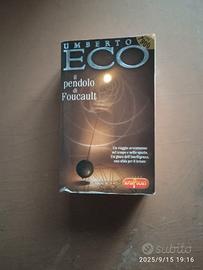 UMBERTO
ECO
il
pendolo
di
Foucault
Un viaggio avventuroso
nel tempo e nello spazio.
Un gioco dell'intelligenza,
una sfida per il lettore
subito
2025/9/15 19:16